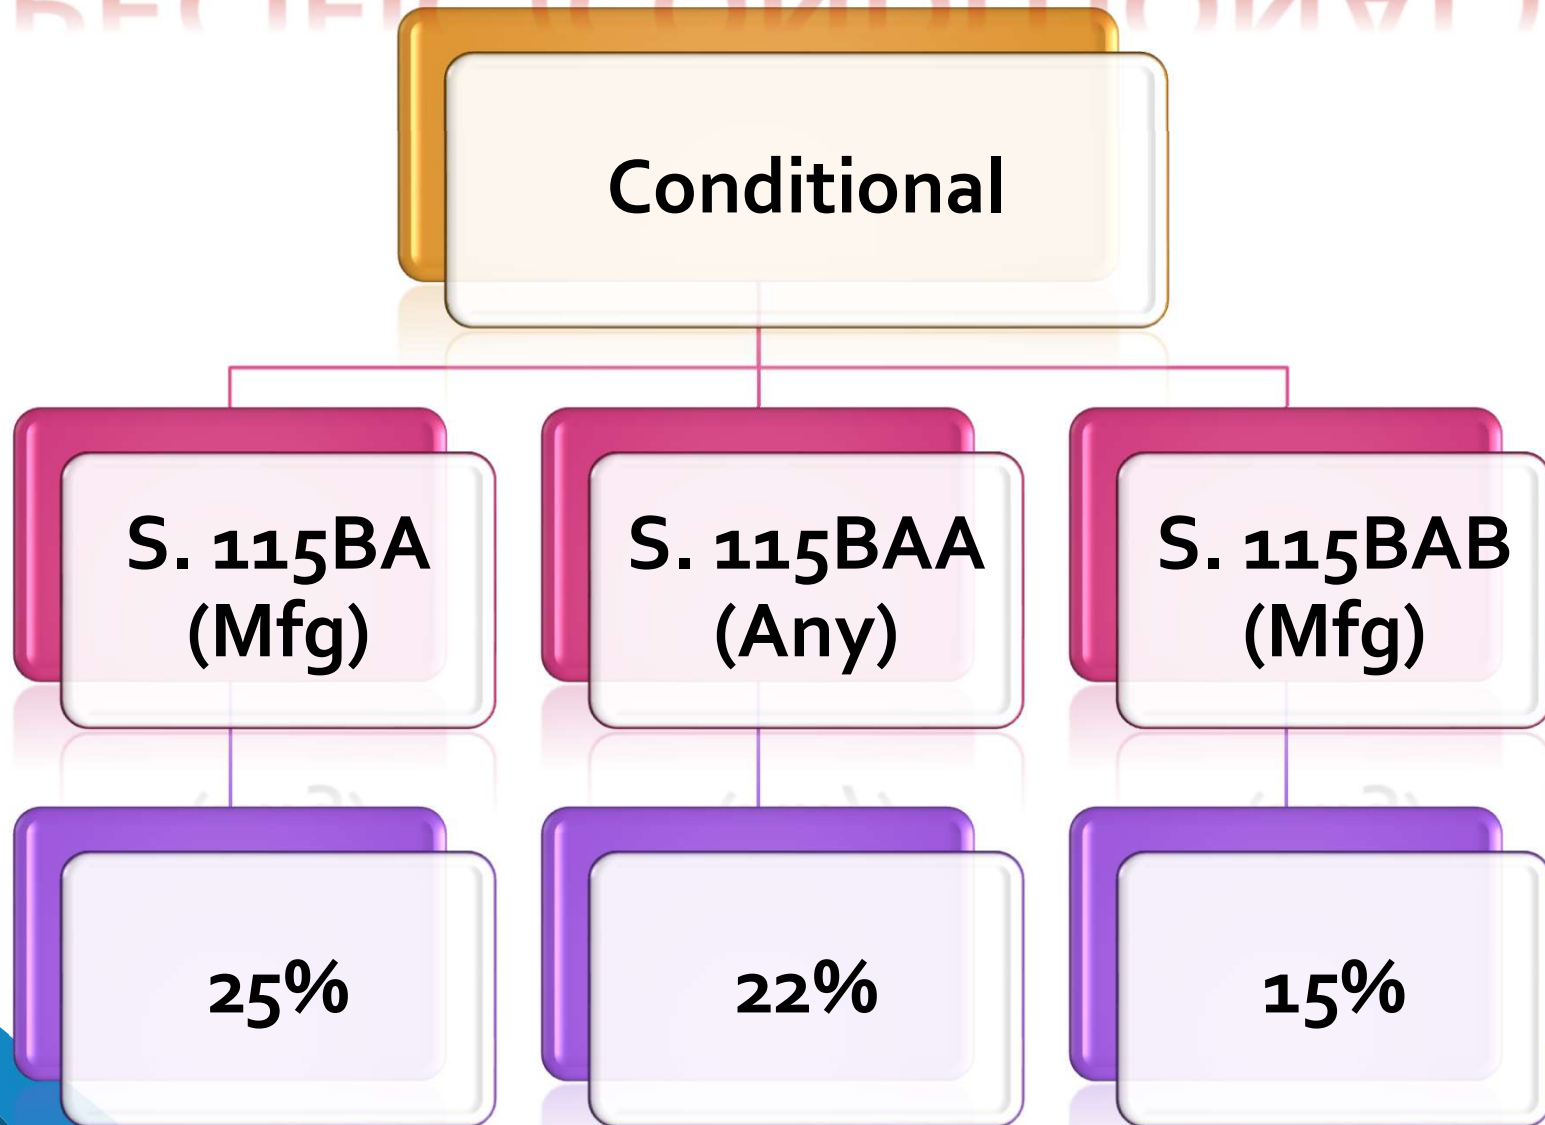 Conditional
S. 115BA
(Mfg)
S. 115BAA
(Any)
S. 115BAB
(Mfg)
25%
22%
15%